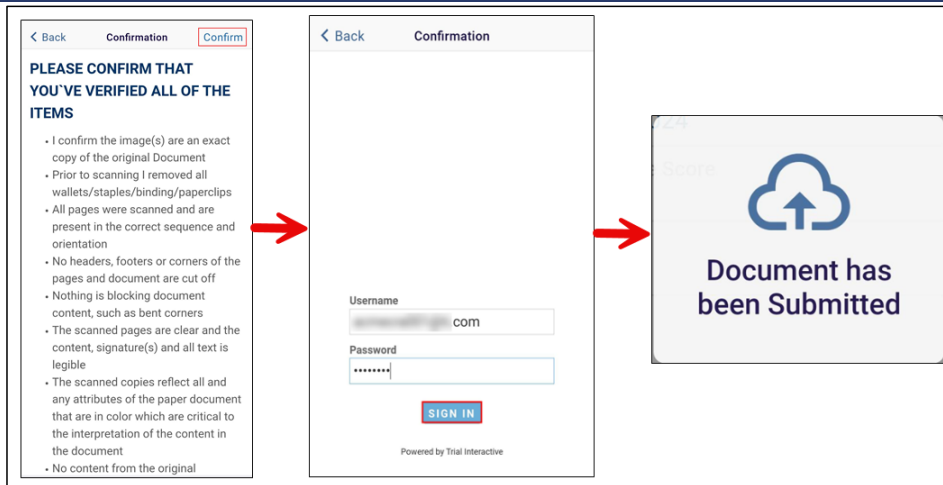 Back Confirmation Confirm
PLEASE CONFIRM THAT
YOU`VE VERIFIED ALL OF THE
ITEMS
• I confirm the image(s) are an exact
copy of the original Document
• Prior to scanning I removed all
wallets/staples/binding/paperclips
• All pages were scanned and are
present in the correct sequence and
orientation
• No headers, footers or corners of the
pages and document are cut off
• Nothing is blocking document
content, such as bent corners
• The scanned pages are clear and the
content, signature(s) and all text is
legible
• The scanned copies reflect all and
any attributes of the paper document
that are in color which are critical to
the interpretation of the content in
the document
• No content from the original
Back Confirmation
Username
.com
Password
••••••••
SIGN IN
Powered by Trial Interactive
Score
Document has
been Submitted